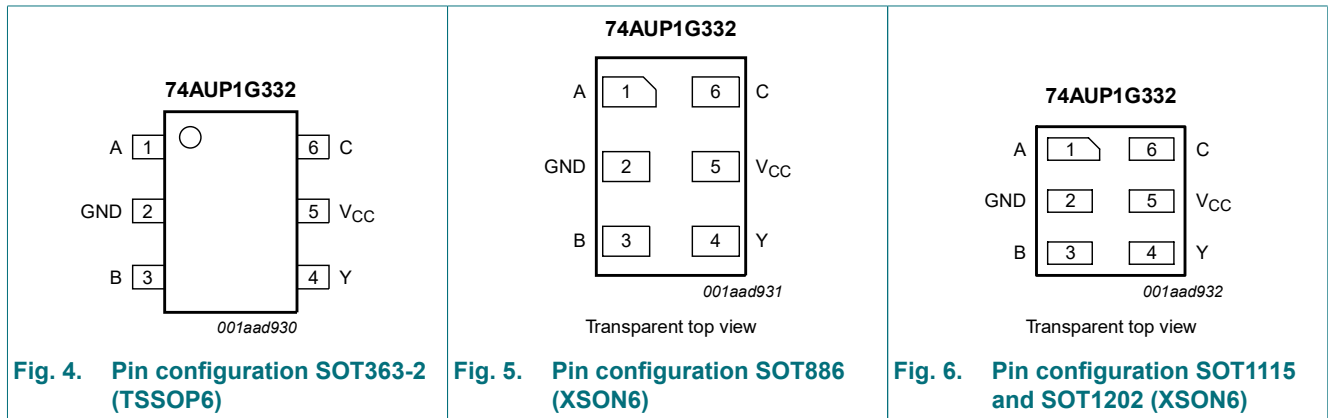 74AUP1G332
A 1 6 C
GND 2 5 VCC
B 3 4 Y
001aad930
Fig. 4. Pin configuration SOT363-2
(TSSOP6)
74AUP1G332
A 1 6 C
GND 2 5 VCC
B 3 4 Y
001aad931
Transparent top view
Fig. 5. Pin configuration SOT886
(XSON6)
74AUP1G332
A 1 6 C
GND 2 5 VCC
B 3 4 Y
001aad932
Transparent top view
Fig. 6. Pin configuration SOT1115
and SOT1202 (XSON6)